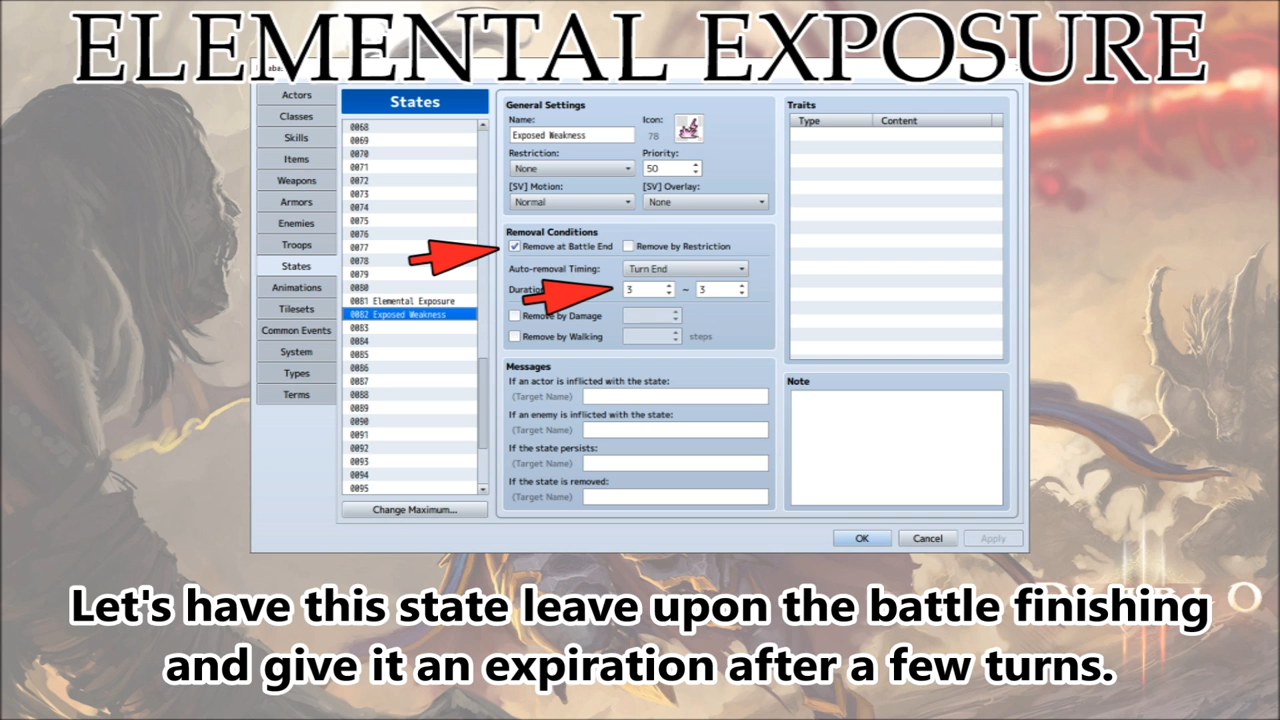 ELEMENTAL EXPOSURE
Actors
Classes
Skills
Items
Weapons
Armors
Enemies
Troops
States
Animations
Tilesets
Common Events
System
Types
Terms
States
0068
0069
0070
0071
0072
0073
0074
0075
0076
0077
0078
0079
0080
0081 Elemental Exposure
0082 Exposed Weakness
0083
0084
0085
0086
0087
0088
0089
0090
0091
0092
0093
0094
0095
Change Maximum...
General Settings
Name: Icon:
Exposed Weakness 78
Restriction: Priority:
None 50
[SV] Motion: [SV] Overlay:
Normal None
Removal Conditions
Remove at Battle End Remove by Restriction
Auto-removal Timing: Turn End
3 ~ 3
Remove by Damage
Remove by Walking steps
Messages
If an actor is inflicted with the state:
(Target Name)
If an enemy is inflicted with the state:
(Target Name)
If the state persists:
(Target Name)
If the state is removed:
(Target Name)
Traits
Type Content
Note
OK Cancel Apply
Let's have this state leave upon the battle finishing
and give it an expiration after a few turns.